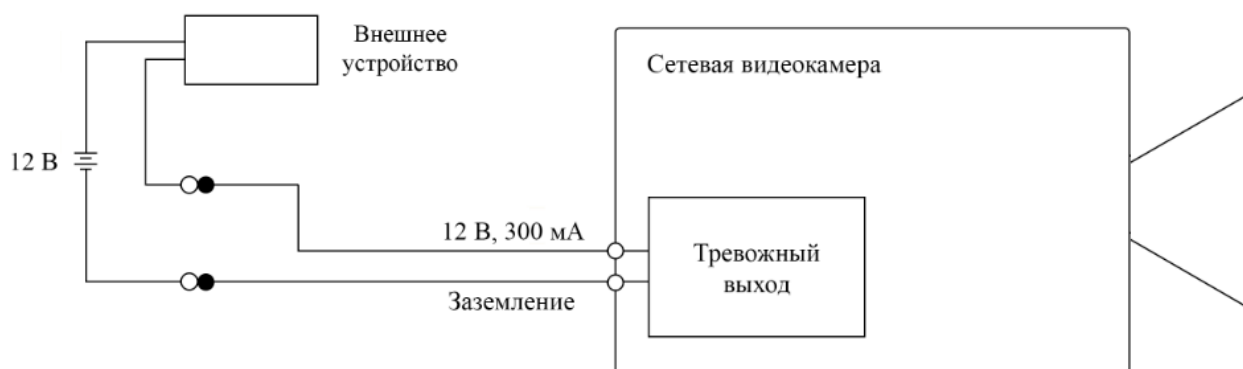 Внешнее
устройство
Сетевая видеокамера
12 В
12 В, 300 мА
Тревожный
выход
Заземление